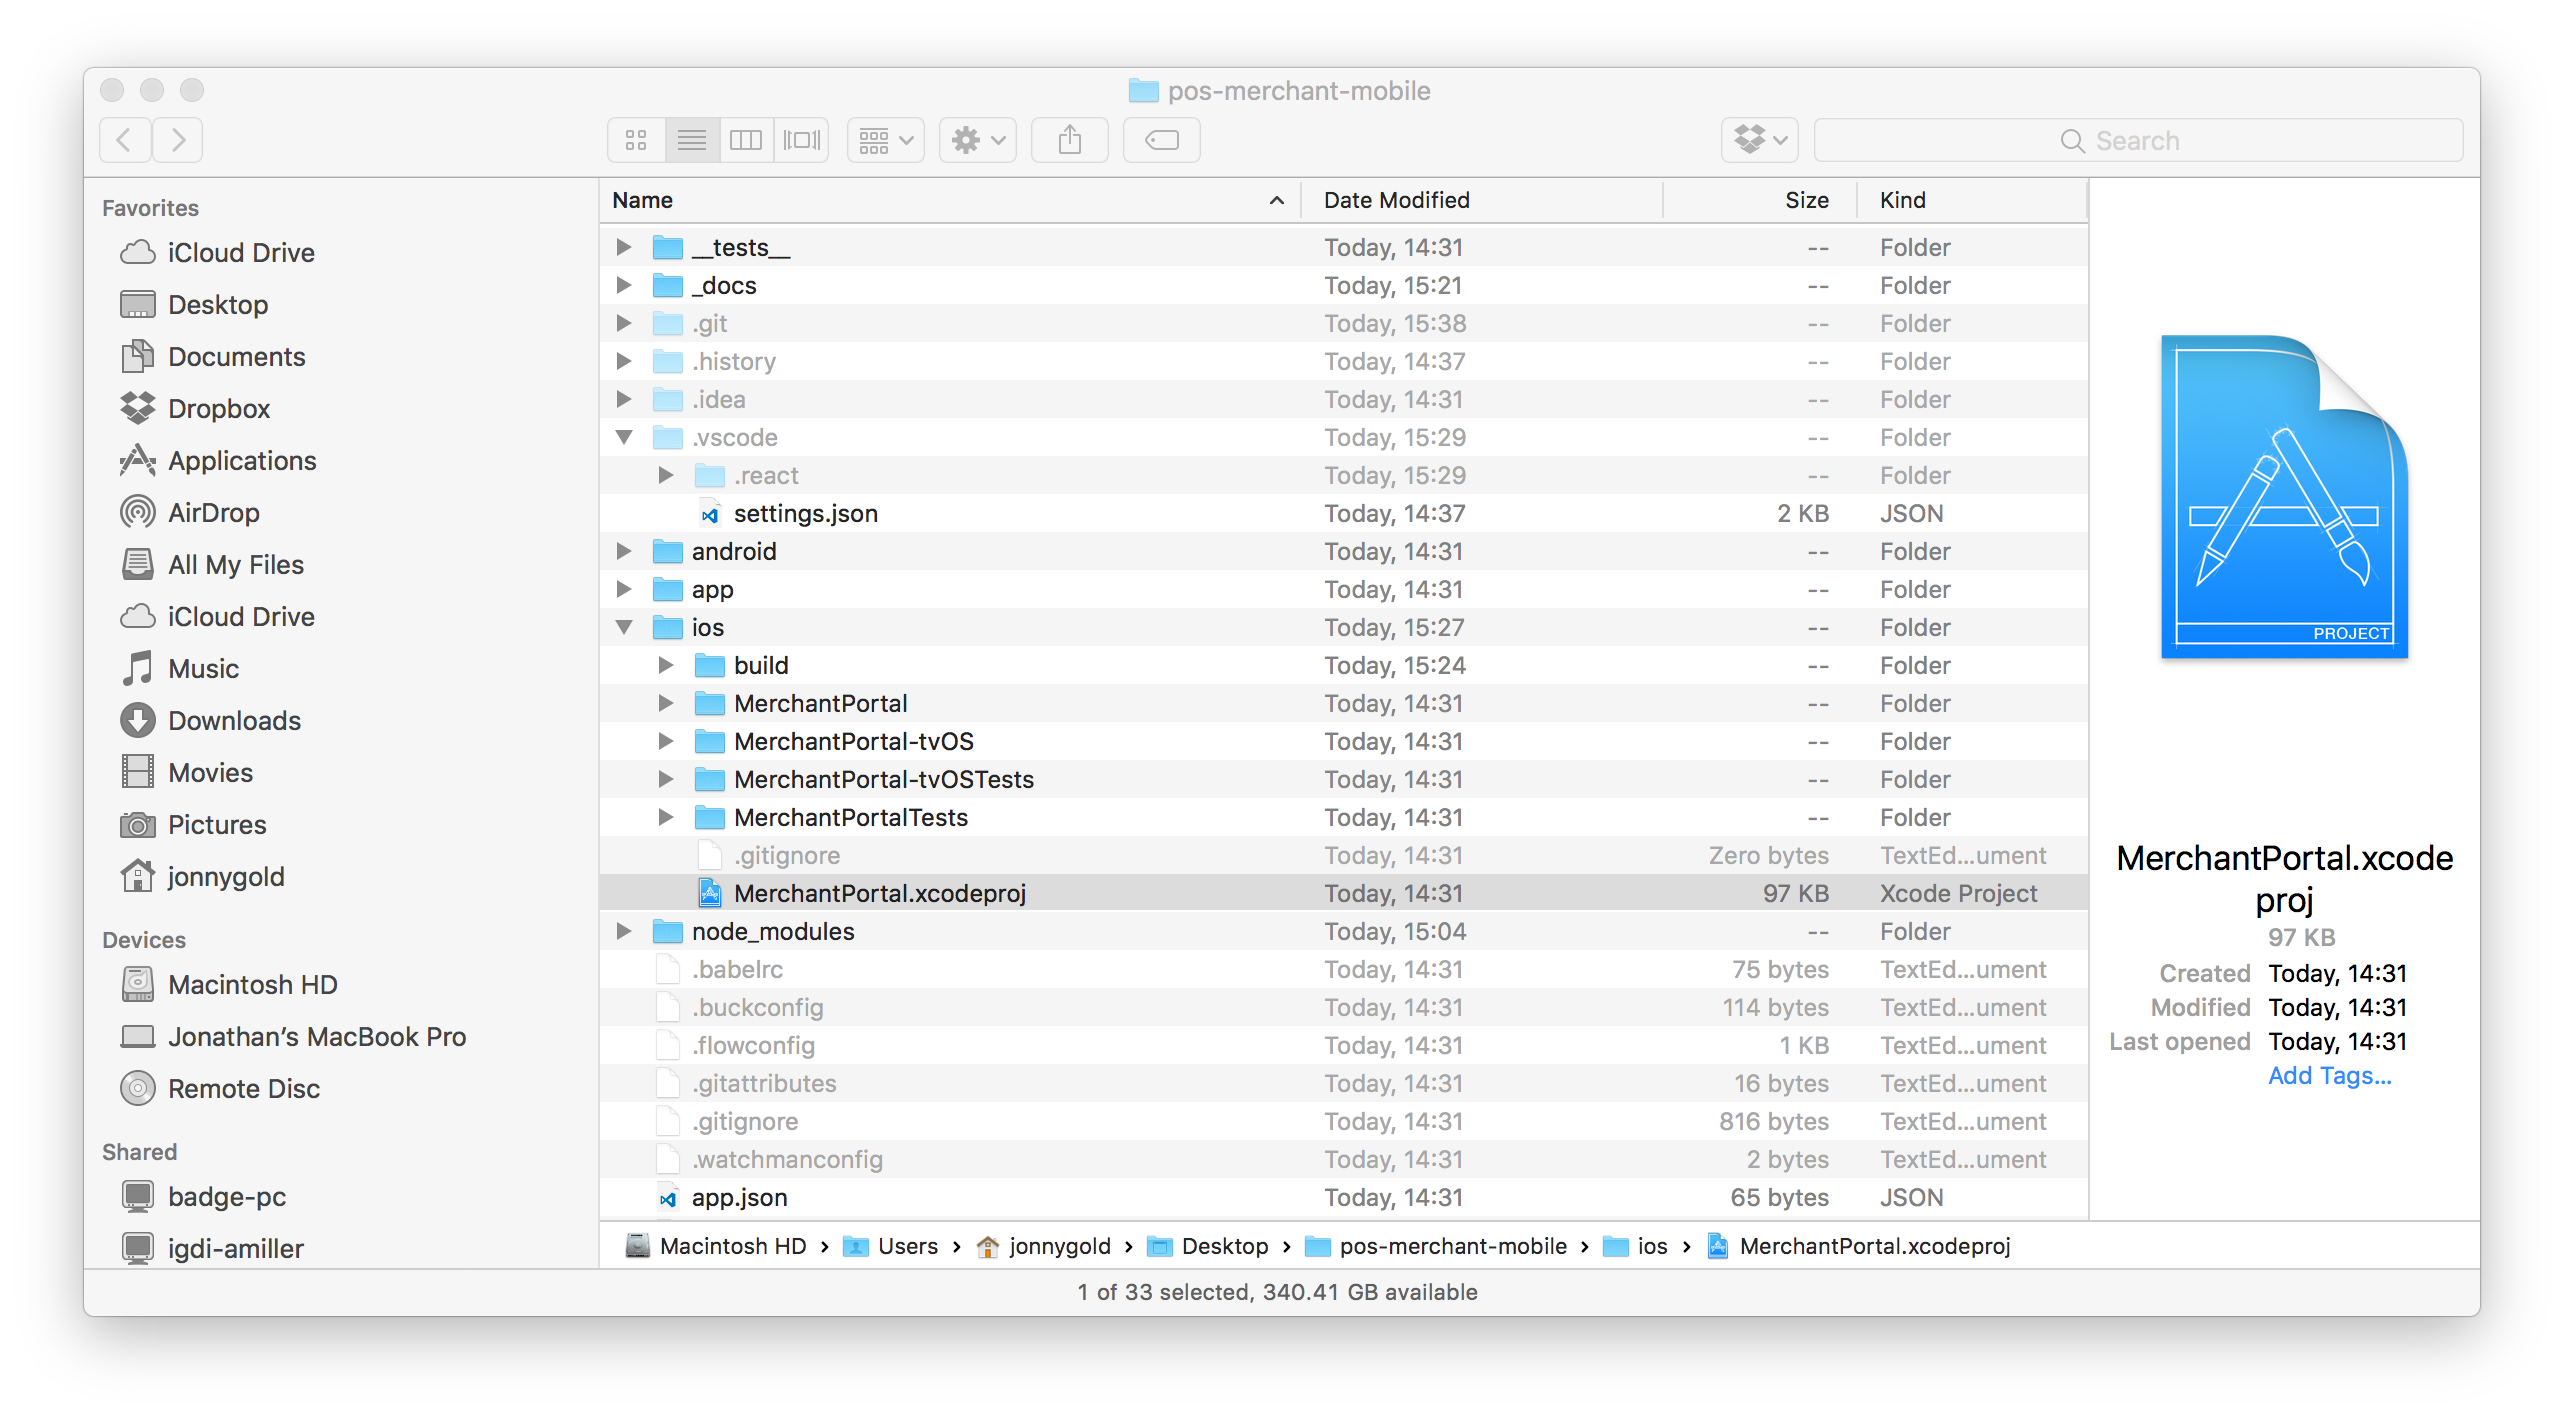 pos-merchant-mobile
Search
Favorites
iCloud Drive
Desktop
Documents
Dropbox
Applications
AirDrop
All My Files
iCloud Drive
Music
Downloads
Movies
Pictures
jonnygold
Devices
Macintosh HD
Jonathan’s MacBook Pro
Remote Disc
Shared
badge-pc
igdi-amiller
Name Date Modified Size Kind
__tests__ Today, 14:31 -- Folder
_docs Today, 15:21 -- Folder
.git Today, 15:38 -- Folder
.history Today, 14:37 -- Folder
.idea Today, 14:31 -- Folder
.vscode Today, 15:29 -- Folder
.react Today, 15:29 -- Folder
settings.json Today, 14:37 2 KB JSON
android Today, 14:31 -- Folder
app Today, 14:31 -- Folder
ios Today, 15:27 -- Folder
build Today, 15:24 -- Folder
MerchantPortal Today, 14:31 -- Folder
MerchantPortal-tvOS Today, 14:31 -- Folder
MerchantPortal-tvOSTests Today, 14:31 -- Folder
MerchantPortalTests Today, 14:31 -- Folder
.gitignore Today, 14:31 Zero bytes TextEd...ument
MerchantPortal.xcodeproj Today, 14:31 97 KB Xcode Project
node_modules Today, 15:04 -- Folder
.babelrc Today, 14:31 75 bytes TextEd...ument
.buckconfig Today, 14:31 114 bytes TextEd...ument
.flowconfig Today, 14:31 1 KB TextEd...ument
.gitattributes Today, 14:31 16 bytes TextEd...ument
.gitignore Today, 14:31 816 bytes TextEd...ument
.watchmanconfig Today, 14:31 2 bytes TextEd...ument
app.json Today, 14:31 65 bytes JSON
PROJECT
MerchantPortal.xcode
proj
97 KB
Created Today, 14:31
Modified Today, 14:31
Last opened Today, 14:31
Add Tags...
Macintosh HD › Users › jonnygold › Desktop › pos-merchant-mobile › ios › MerchantPortal.xcodeproj
1 of 33 selected, 340.41 GB available